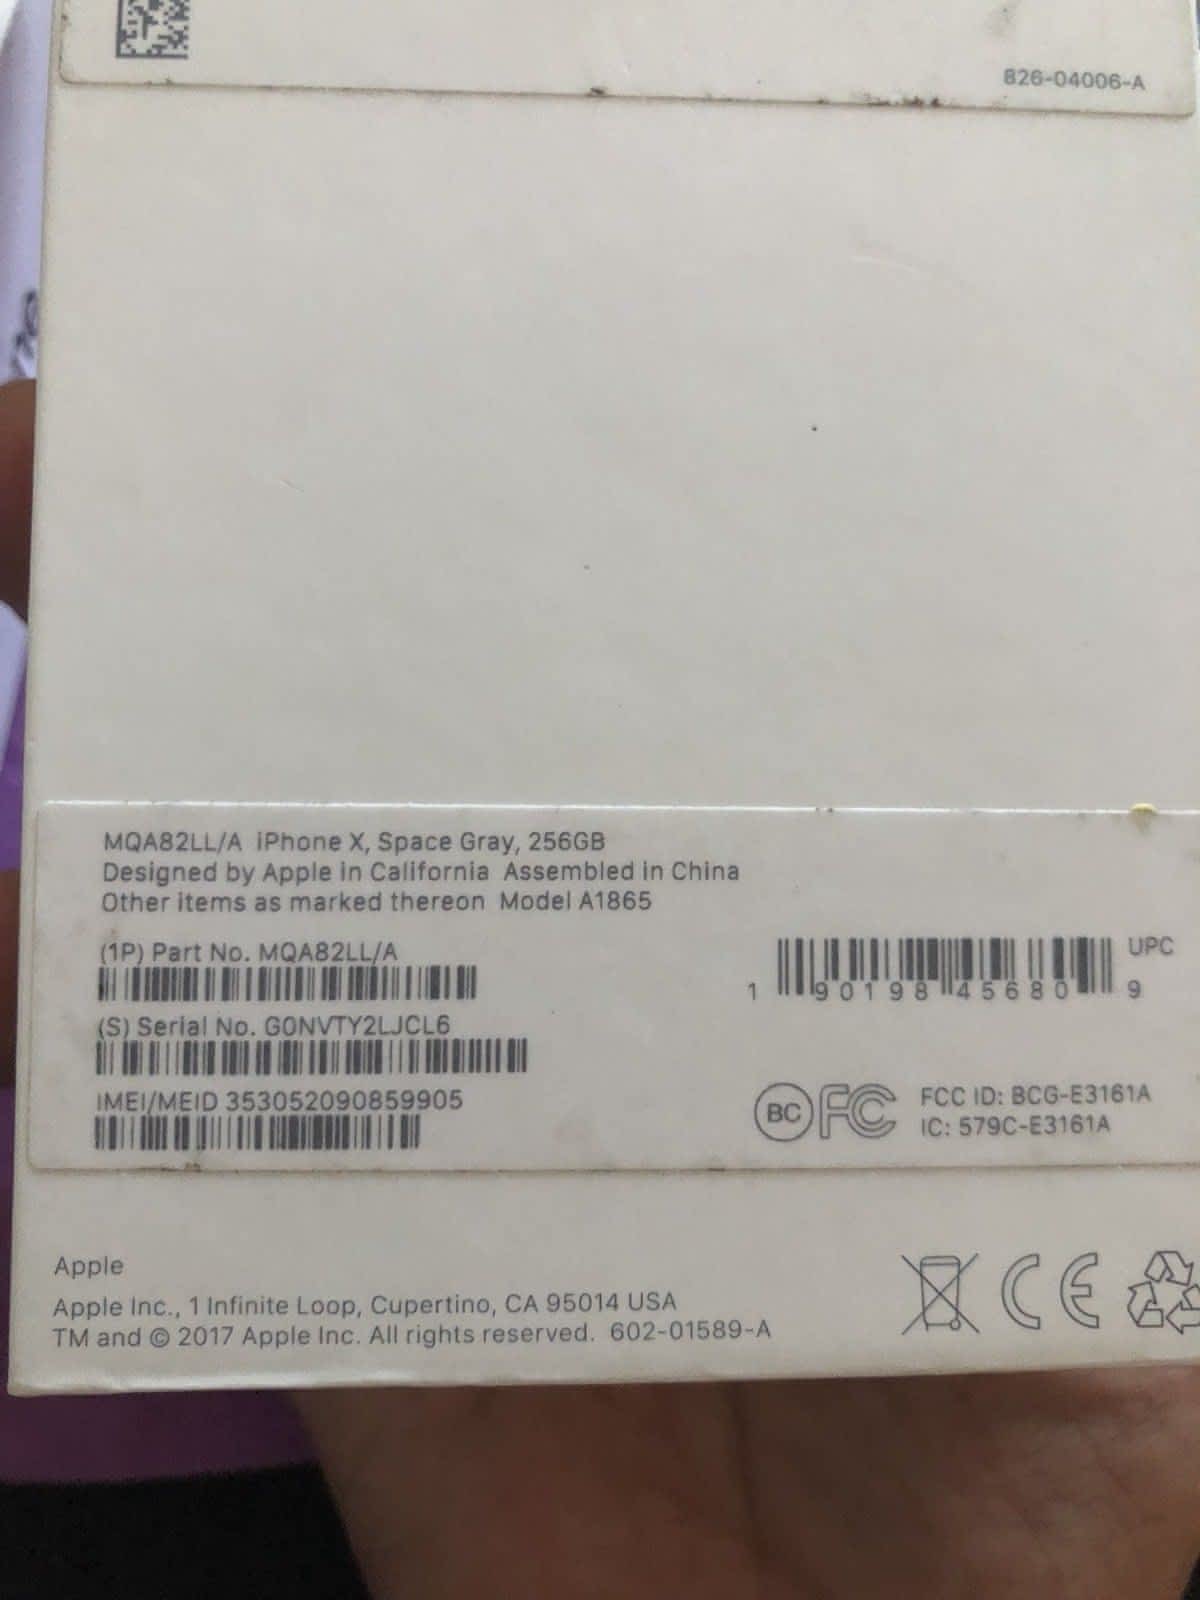 826-04006-A
MQA82LL/A iPhone X, Space Gray, 256GB
Designed by Apple in California Assembled in China
Other items as marked thereon Model A1865
(1P) Part No. MQA82LL/A
(S) Serial No. G0NVTY2LJCL6
IMEI/MEID 353052090859905
UPC
1 90198 45680 9
BC FC FCC ID: BCG-E3161A
IC: 579C-E3161A
Apple
Apple Inc., 1 Infinite Loop, Cupertino, CA 95014 USA
TM and © 2017 Apple Inc. All rights reserved. 602-01589-A
CE